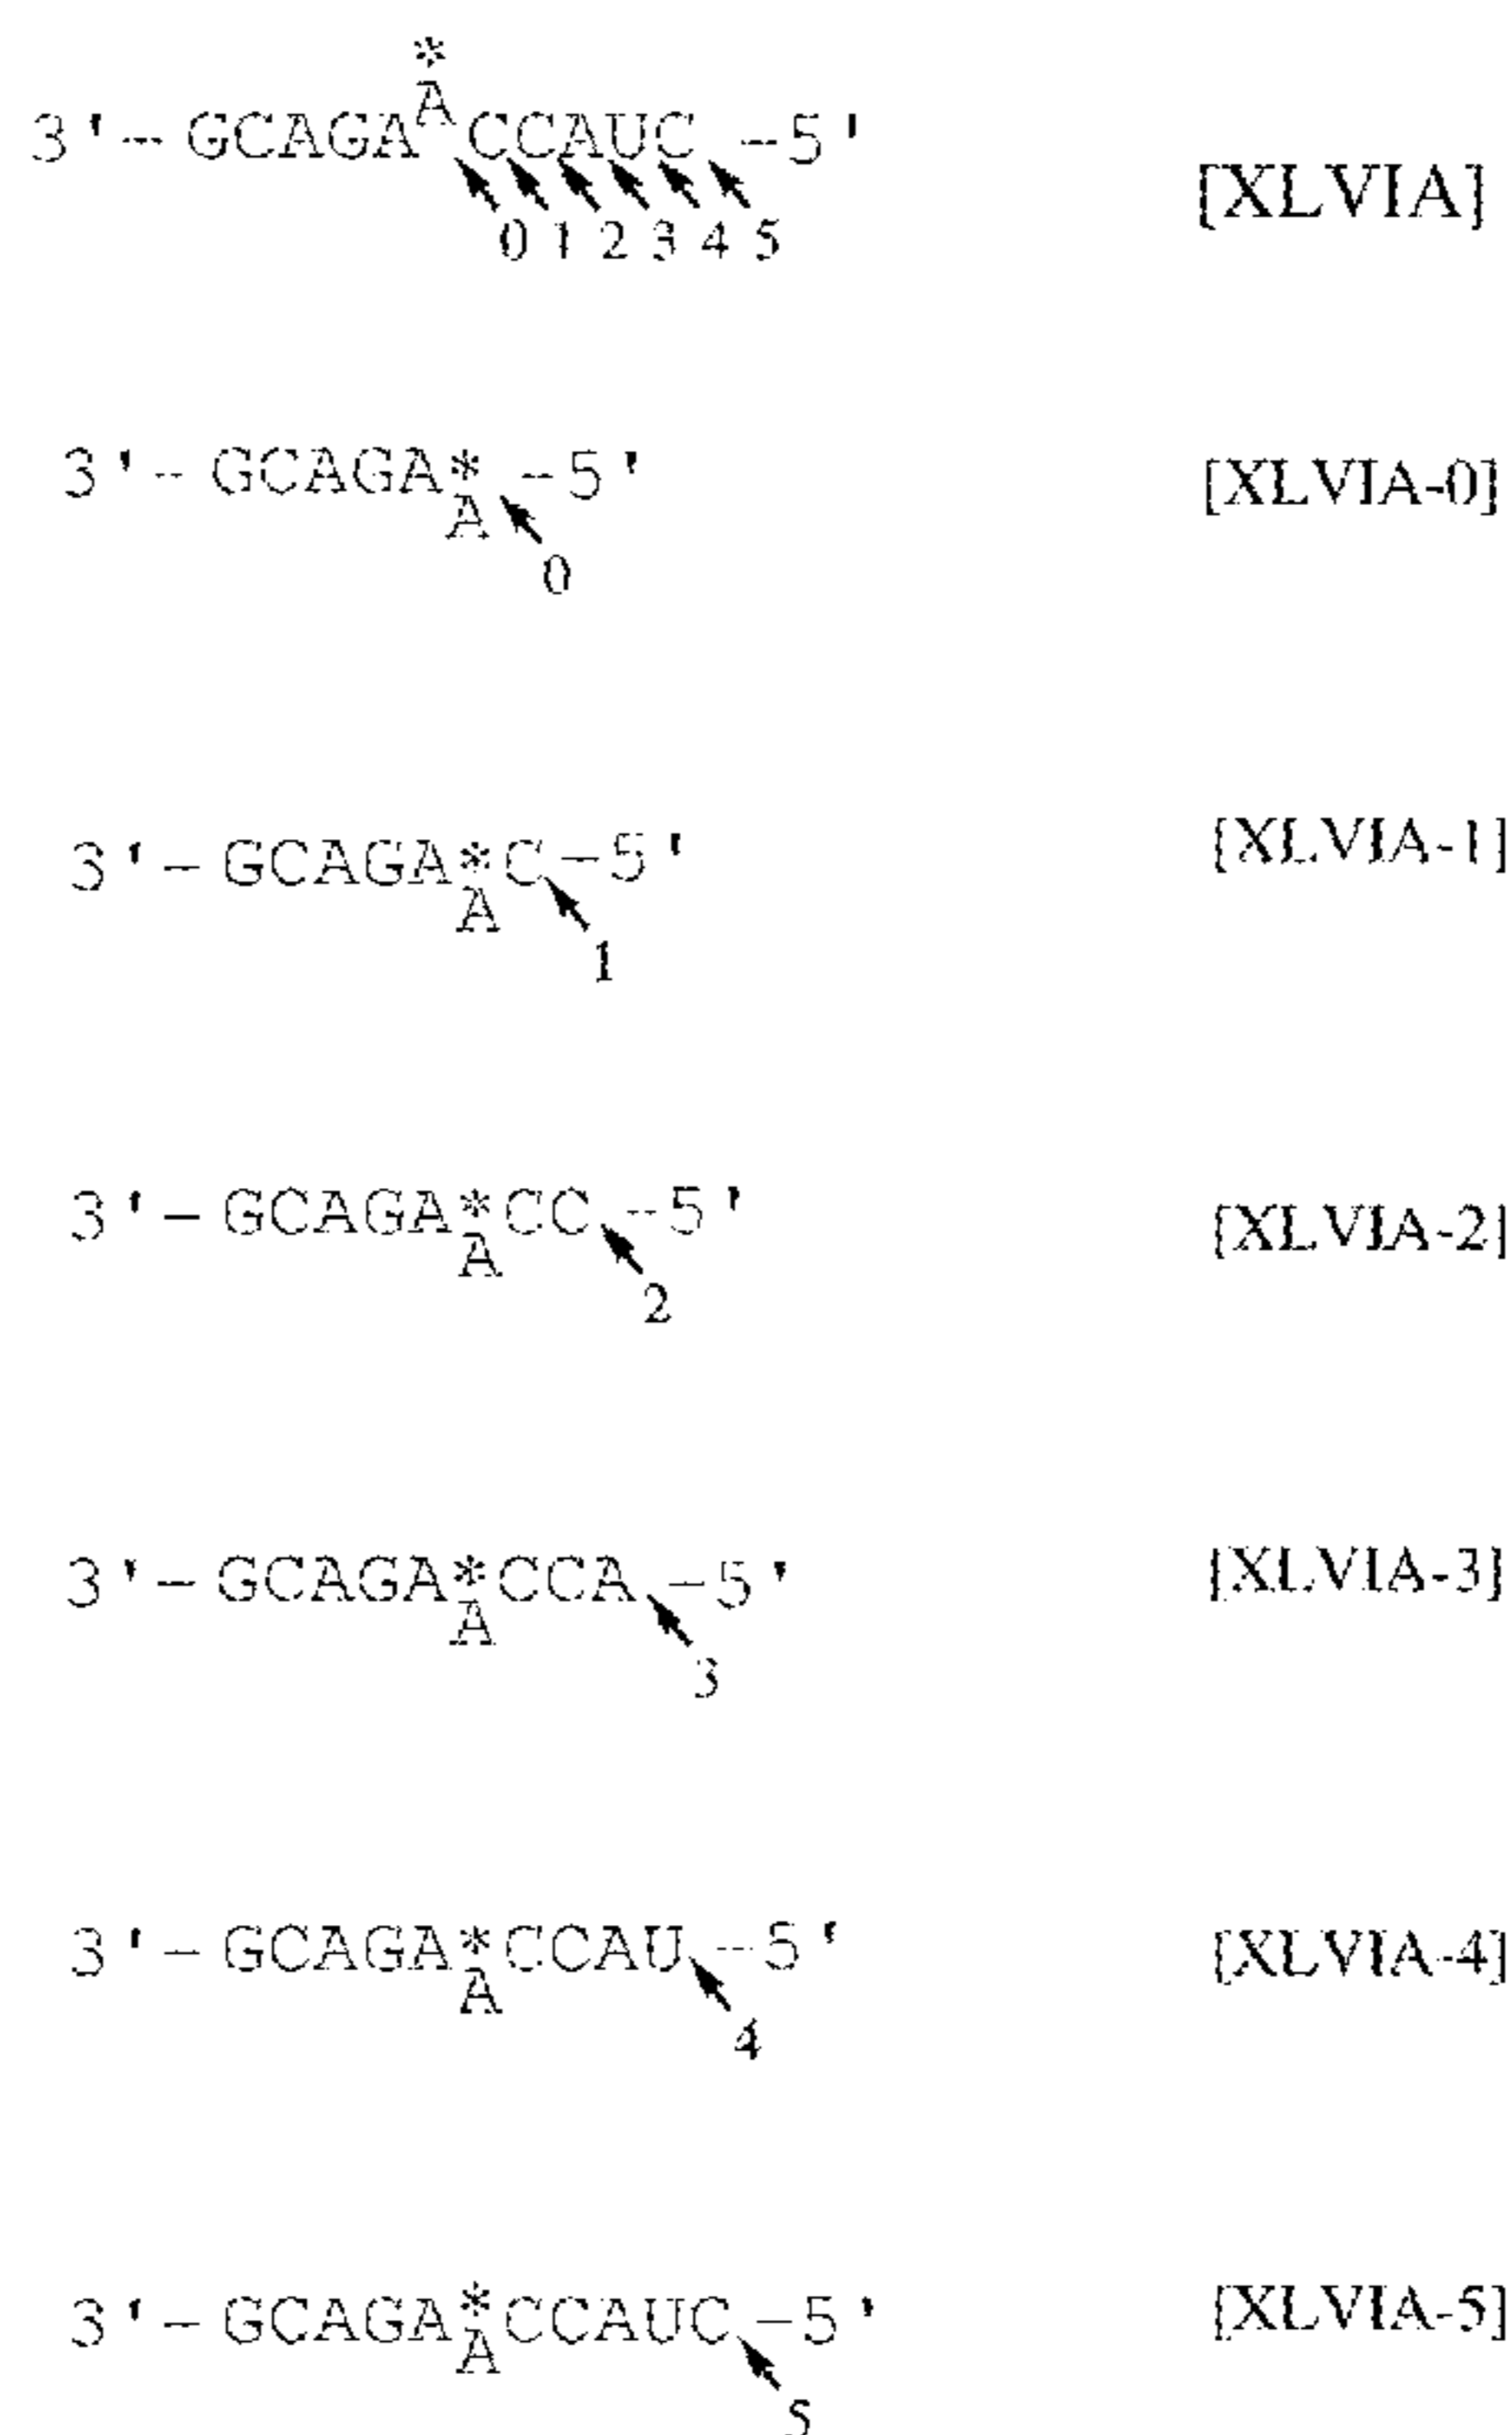 *
A
3'-- GCAGA CCAUC --5' [XLVIA]
0 1 2 3 4 5
3'-- GCAGA* --5' [XLVIA-0]
A
0
3'- GCAGA*C-5' [XLVIA-1]
A
1
3'- GCAGA*CC --5' [XLVIA-2]
A
2
3'- GCAGA*CCA -5' [XLVIA-3]
A
3
3'- GCAGA*CCAU --5' [XLVIA-4]
A
4
3'- GCAGA*CCAUC -5' [XLVIA-5]
A
5